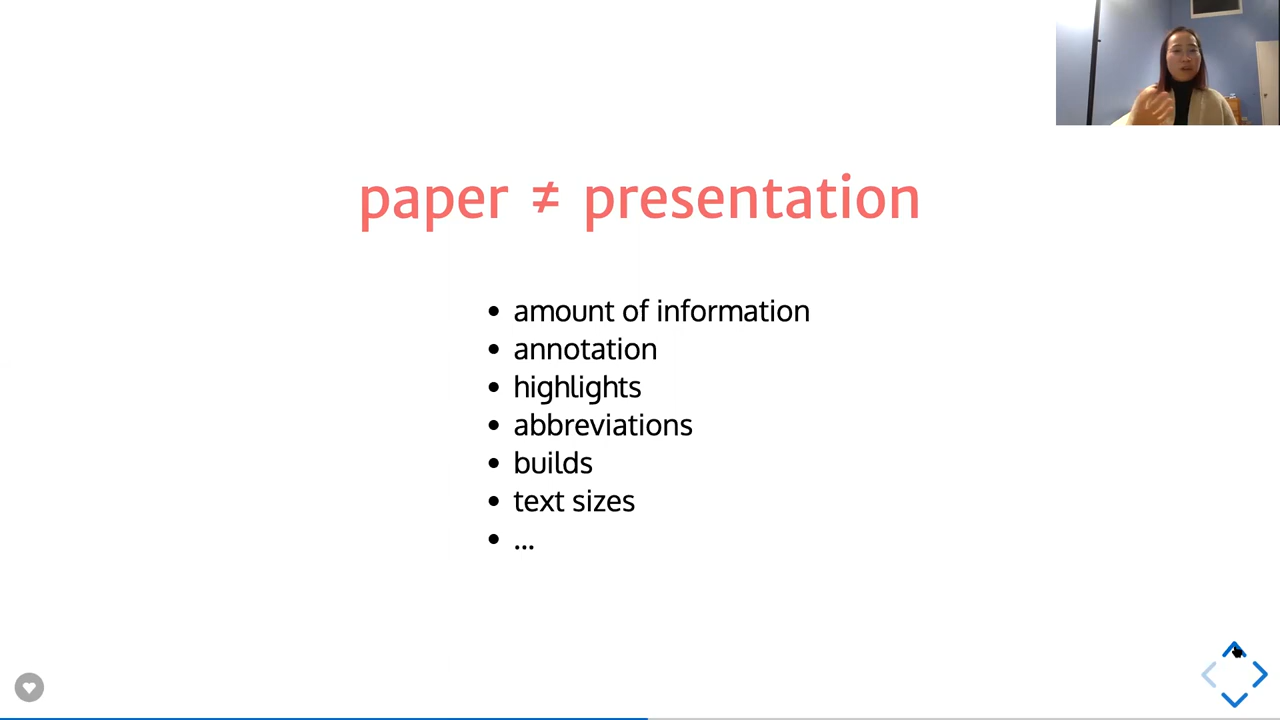 paper ≠ presentation
• amount of information
• annotation
• highlights
• abbreviations
• builds
• text sizes
• ...